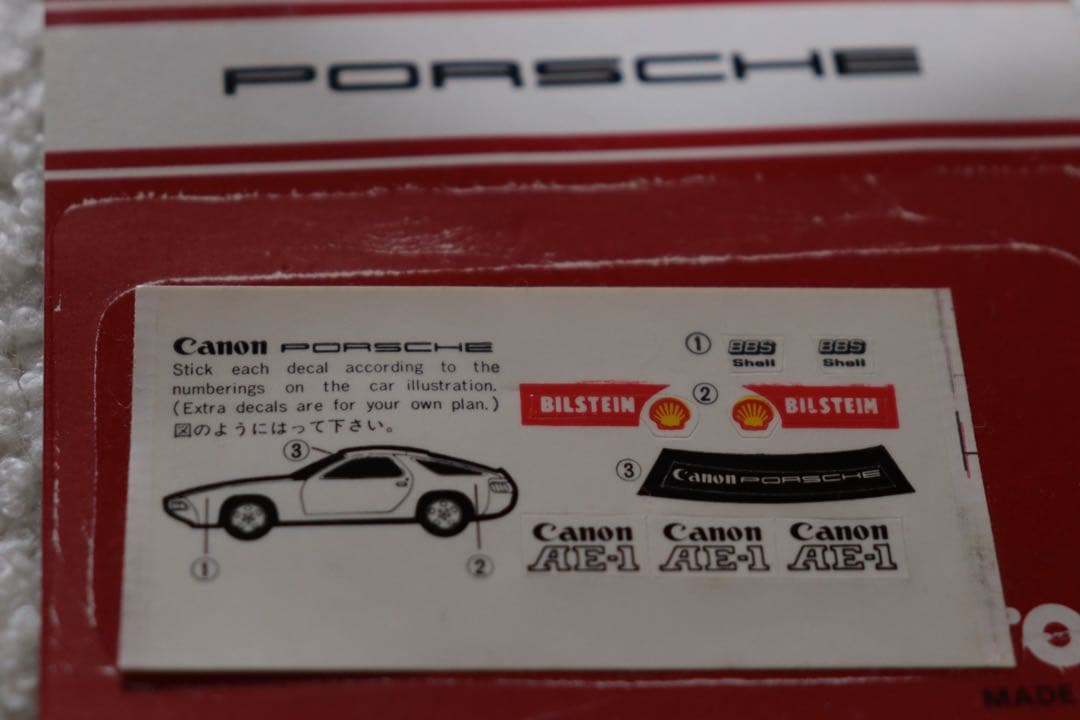 PORSCHE
Canon PORSCHE
Stick each decal according to the
numberings on the car illustration.
(Extra decals are for your own plan.)
図のようにはって下さい。
③
①
②
① 88S 88S
Shell Shell
BILSTEIN ② BILSTEIN
③ Canon PORSCHE
Canon Canon Canon
AE-1 AE-1 AE-1
MADE